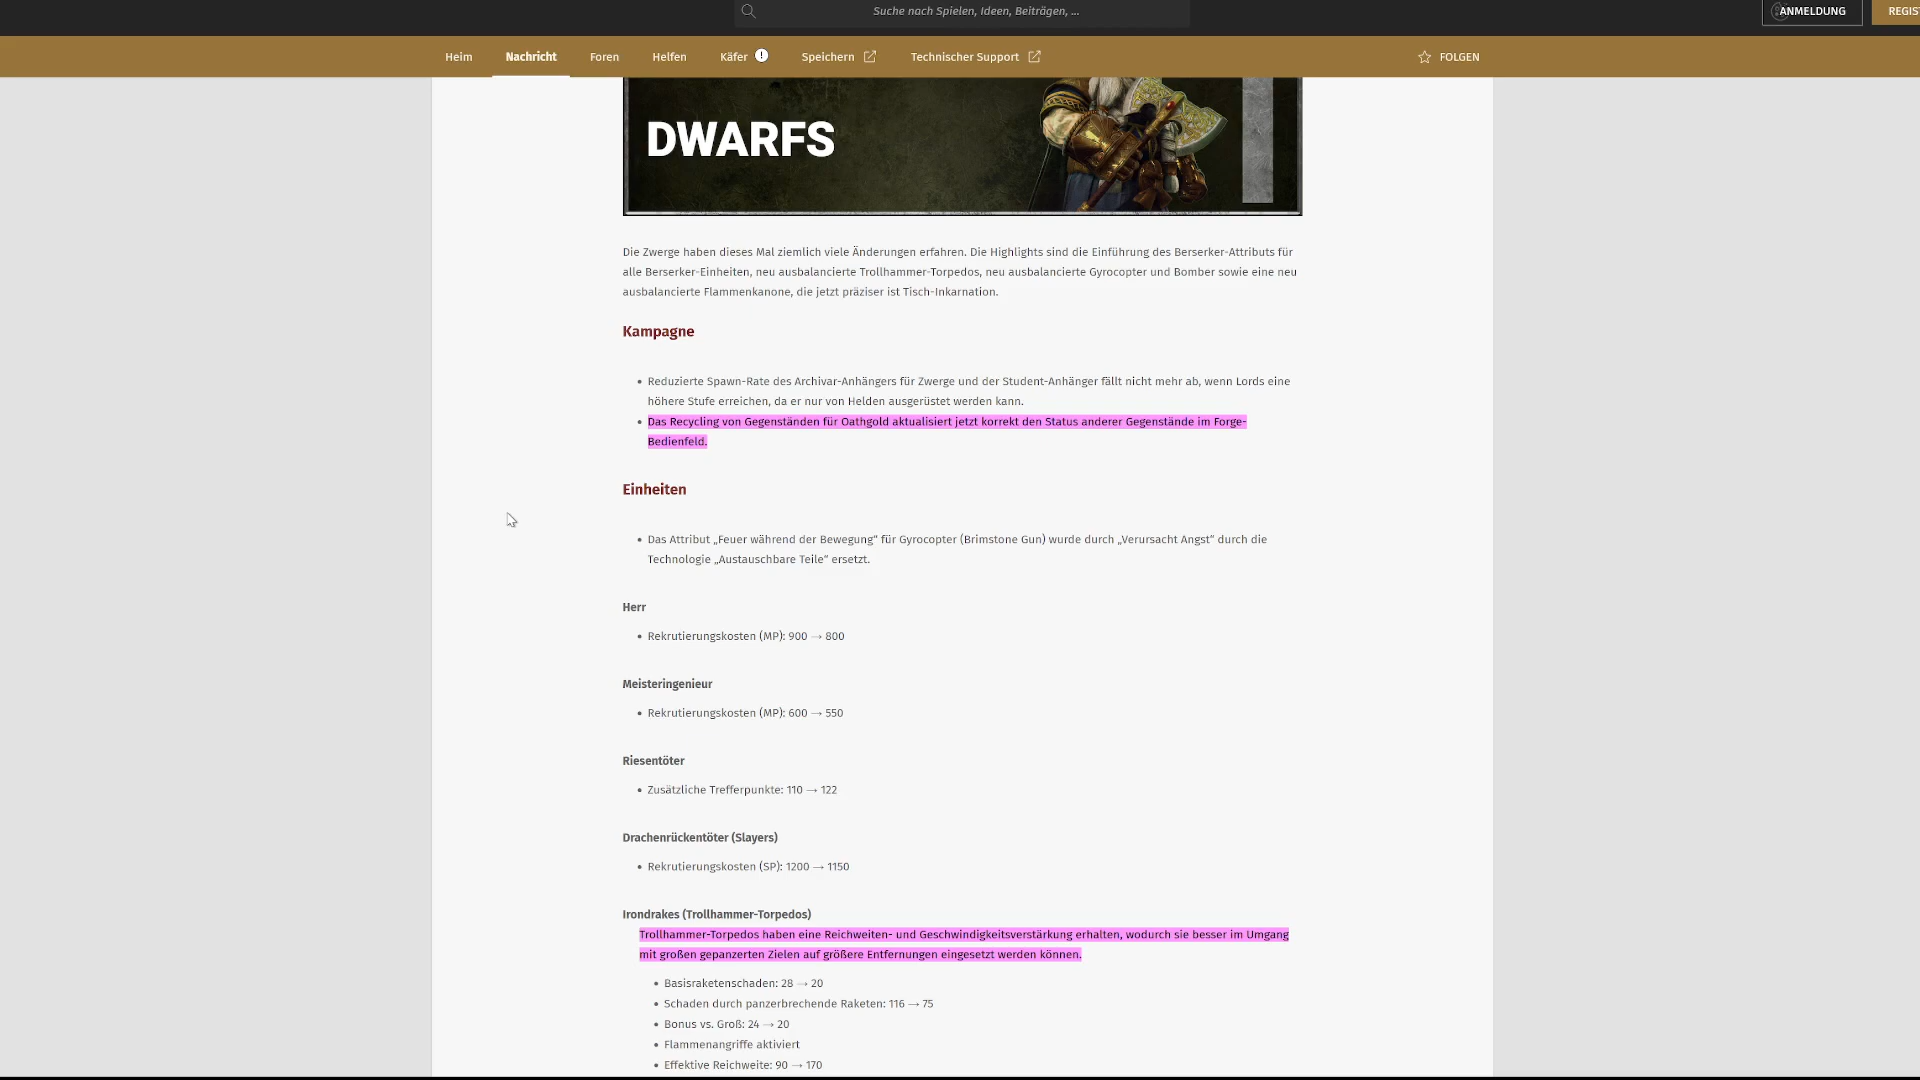 Suche nach Spielen, Ideen, Beiträgen, ...
ANMELDUNG
REGIS
Heim
Nachricht
Foren
Helfen
Käfer
Speichern
Technischer Support
FOLGEN
DWARFS
Die Zwerge haben dieses Mal ziemlich viele Änderungen erfahren. Die Highlights sind die Einführung des Berserker-Attributs für
alle Berserker-Einheiten, neu ausbalancierte Trollhammer-Torpedos, neu ausbalancierte Gyrocopter und Bomber sowie eine neu
ausbalancierte Flammenkanone, die jetzt präziser ist Tisch-Inkarnation.
Kampagne
• Reduzierte Spawn-Rate des Archivar-Anhängers für Zwerge und der Student-Anhänger fällt nicht mehr ab, wenn Lords eine
höhere Stufe erreichen, da er nur von Helden ausgerüstet werden kann.
• Das Recycling von Gegenständen für Oathgold aktualisiert jetzt korrekt den Status anderer Gegenstände im Forge-
Bedienfeld.
Einheiten
• Das Attribut „Feuer während der Bewegung“ für Gyrocopter (Brimstone Gun) wurde durch „Verursacht Angst“ durch die
Technologie „Austauschbare Teile“ ersetzt.
Herr
• Rekrutierungskosten (MP): 900 → 800
Meisteringenieur
• Rekrutierungskosten (MP): 600 → 550
Riesentöter
• Zusätzliche Trefferpunkte: 110 → 122
Drachenrückentöter (Slayers)
• Rekrutierungskosten (SP): 1200 → 1150
Irondrakes (Trollhammer-Torpedos)
Trollhammer-Torpedos haben eine Reichweiten- und Geschwindigkeitsverstärkung erhalten, wodurch sie besser im Umgang
mit großen gepanzerten Zielen auf größere Entfernungen eingesetzt werden können.
• Basisraketenschaden: 28 → 20
• Schaden durch panzerbrechende Raketen: 116 → 75
• Bonus vs. Groß: 24 → 20
• Flammenangriffe aktiviert
• Effektive Reichweite: 90 → 170